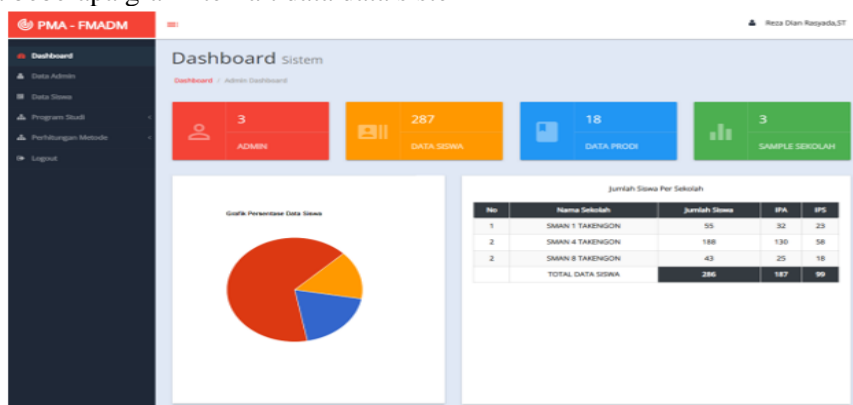 PMA - FMADM
Reza Dian Rasyada,ST
Dashboard
Data Admin
Data Siswa
Program Studi
Perhitungan Metode
Logout
Dashboard Sistem
Dashboard / Admin Dashboard
3
ADMIN
287
DATA SISWA
18
DATA PRODI
3
SAMPLE SEKOLAH
Grafik Persentase Data Siswa
Jumlah Siswa Per Sekolah
No Nama Sekolah Jumlah Siswa IPA IPS
1 SMAN 1 TAKENGON 55 32 23
2 SMAN 4 TAKENGON 188 130 58
2 SMAN 8 TAKENGON 43 25 18
TOTAL DATA SISWA 286 187 99